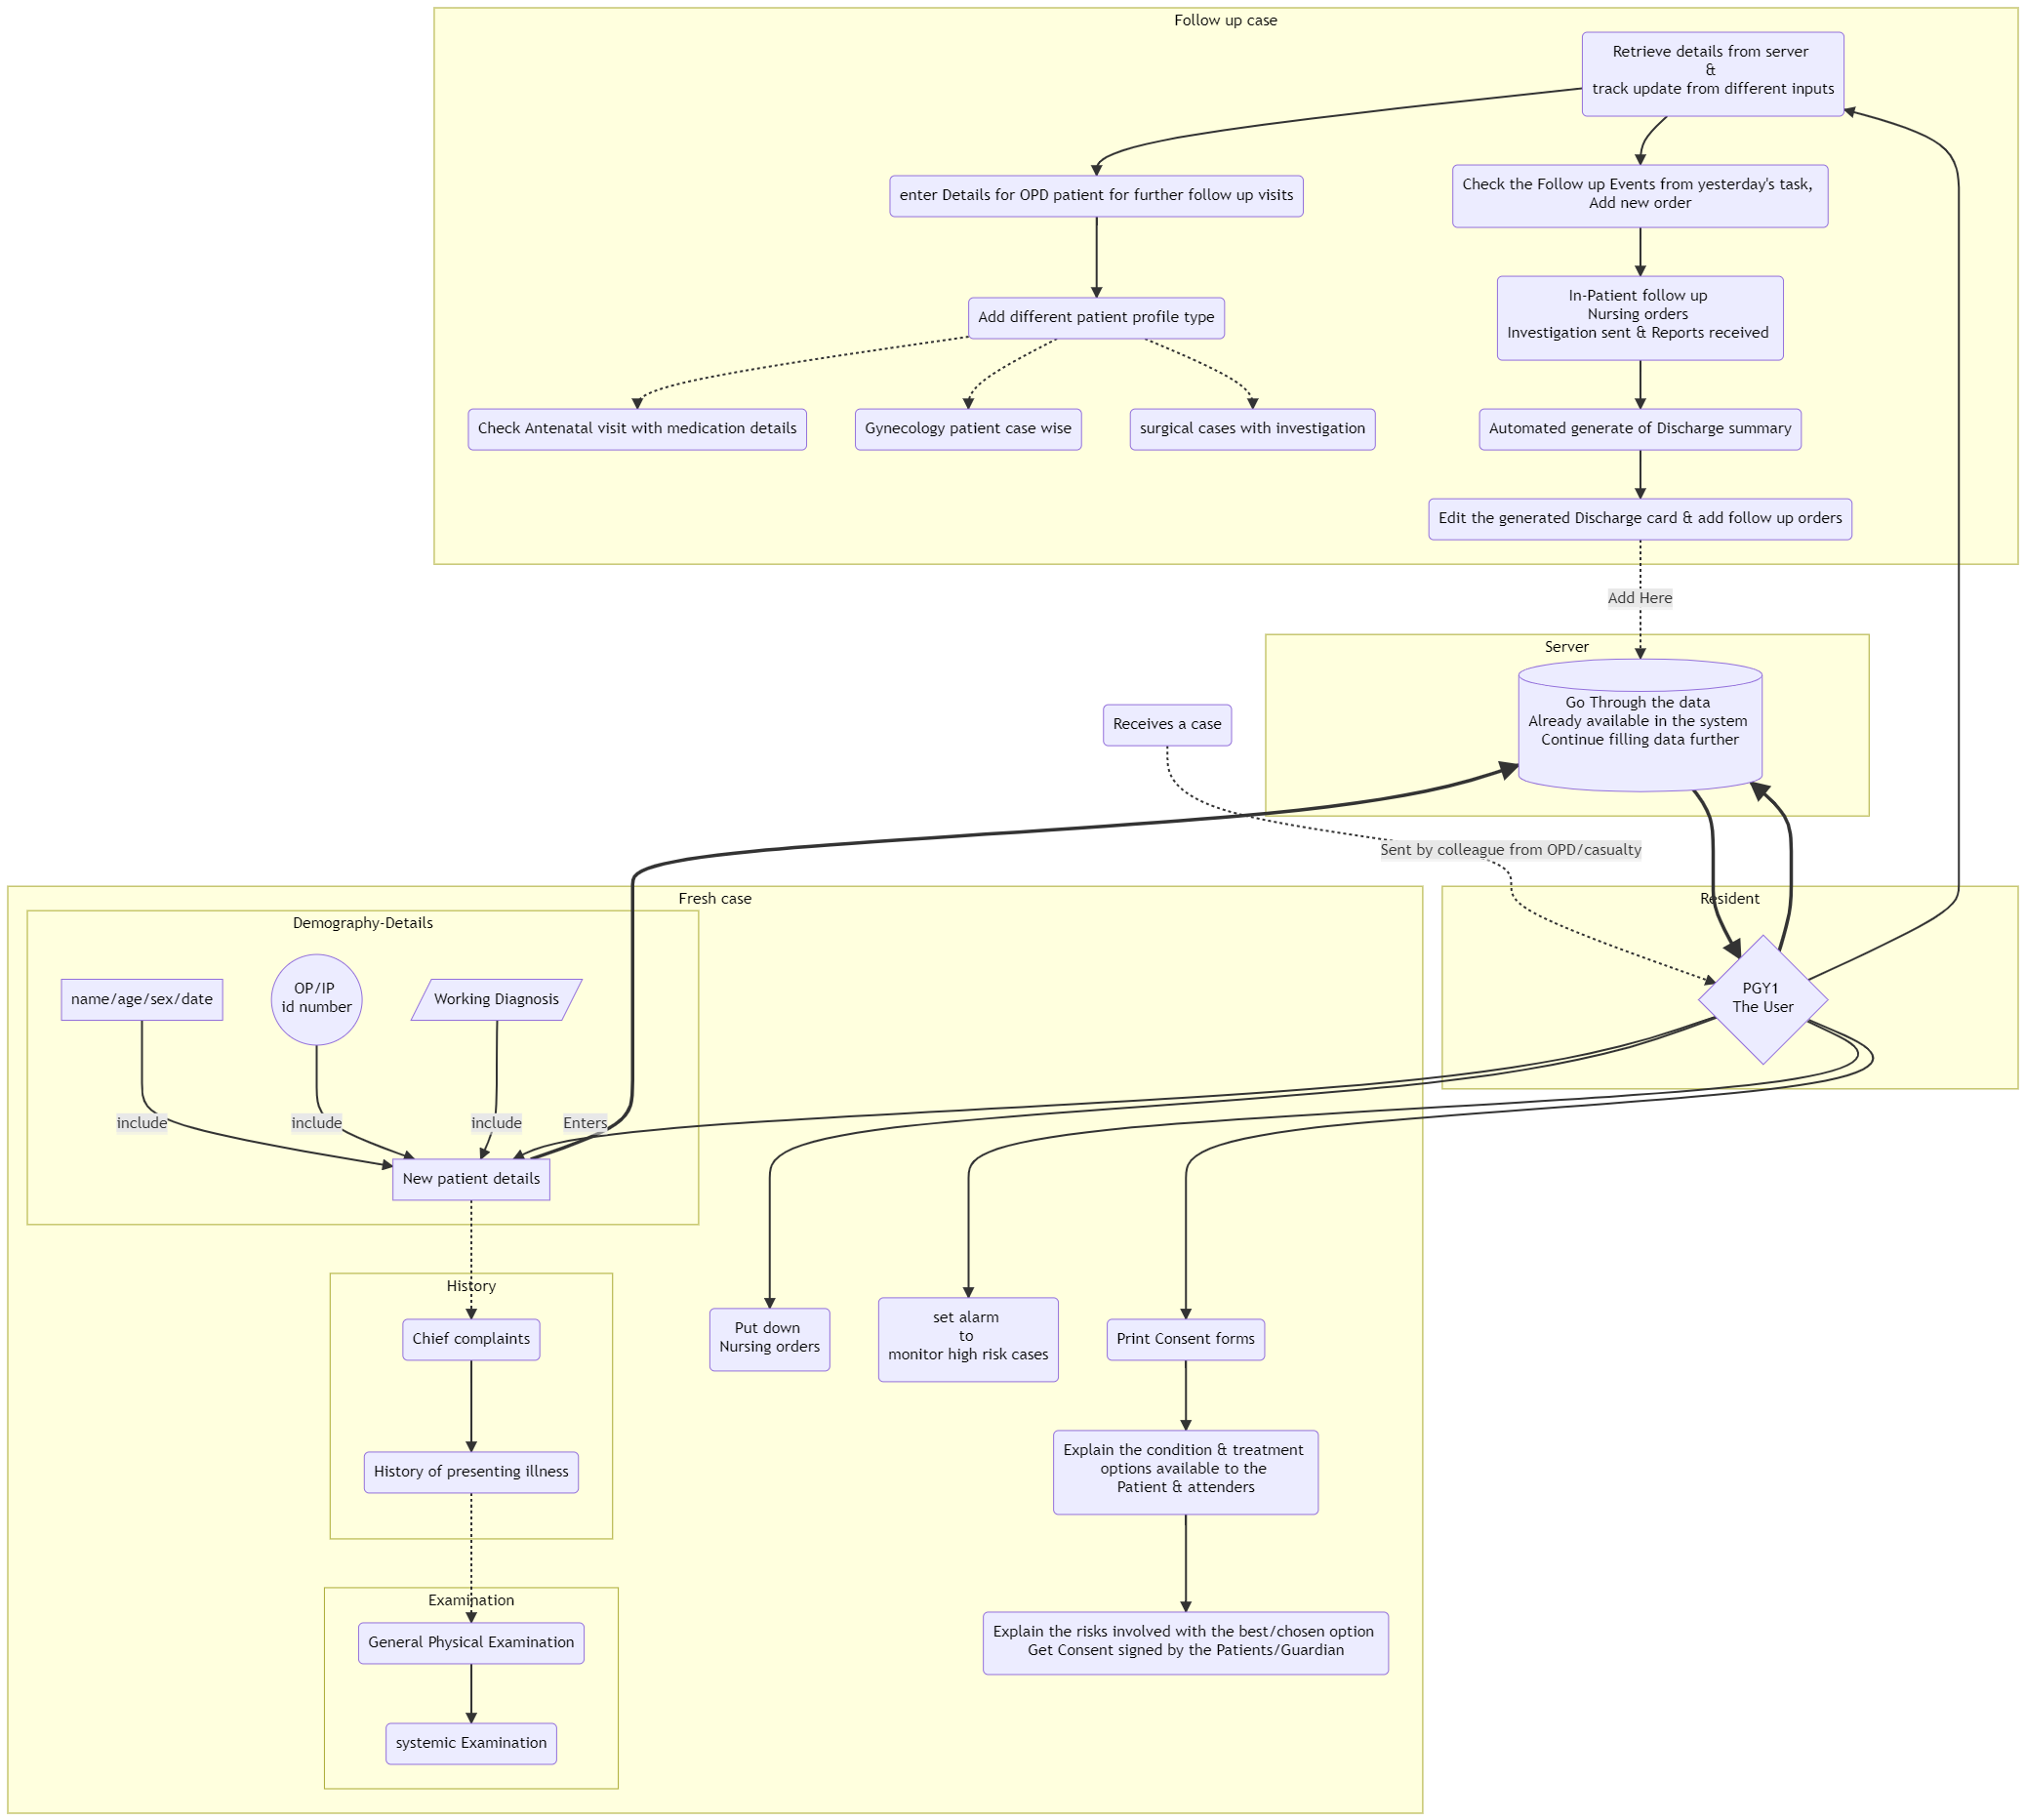 Follow up case
Retrieve details from server
&
track update from different inputs
enter Details for OPD patient for further follow up visits
Check the Follow up Events from yesterday's task,
Add new order
Add different patient profile type
In-Patient follow up
Nursing orders
Investigation sent & Reports received
Check Antenatal visit with medication details
Gynecology patient case wise
surgical cases with investigation
Automated generate of Discharge summary
Edit the generated Discharge card & add follow up orders
Add Here
Server
Go Through the data
Already available in the system
Continue filling data further
Receives a case
Sent by colleague from OPD/casualty
Fresh case
Resident
Demography-Details
name/age/sex/date
OP/IP
id number
Working Diagnosis
PGY1
The User
include
include
include
Enters
New patient details
History
Chief complaints
Put down
Nursing orders
set alarm
to
monitor high risk cases
Print Consent forms
History of presenting illness
Explain the condition & treatment
options available to the
Patient & attenders
Examination
General Physical Examination
Explain the risks involved with the best/chosen option
Get Consent signed by the Patients/Guardian
systemic Examination